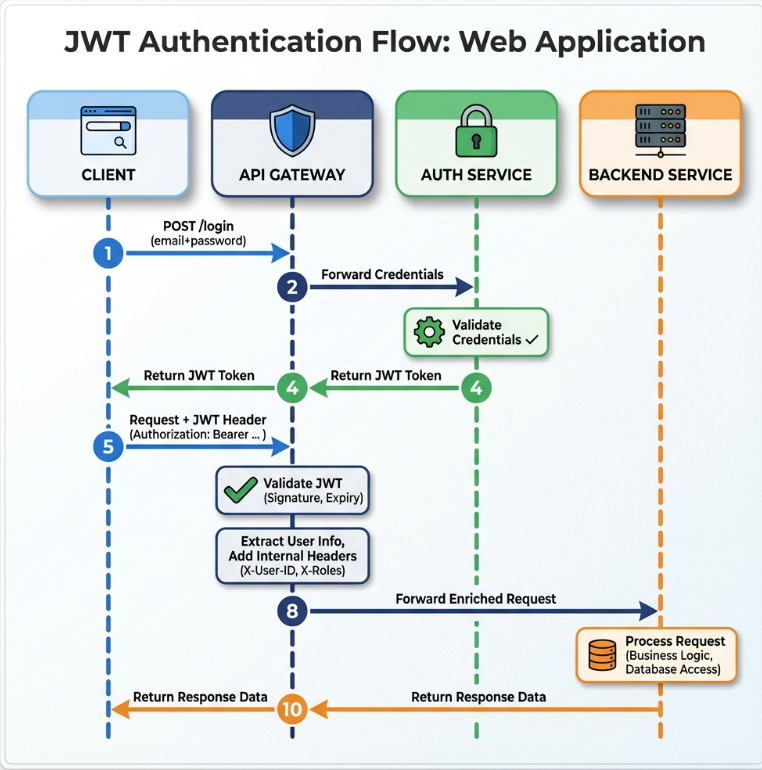 JWT Authentication Flow: Web Application
CLIENT
API GATEWAY
AUTH SERVICE
BACKEND SERVICE
1
POST /login
(email+password)
2
Forward Credentials
Validate
Credentials ✓
Return JWT Token
4
Return JWT Token
4
5
Request + JWT Header
(Authorization: Bearer ... )
Validate JWT
(Signature, Expiry)
Extract User Info,
Add Internal Headers
(X-User-ID, X-Roles)
8
Forward Enriched Request
Process Request
(Business Logic,
Database Access)
Return Response Data
10
Return Response Data